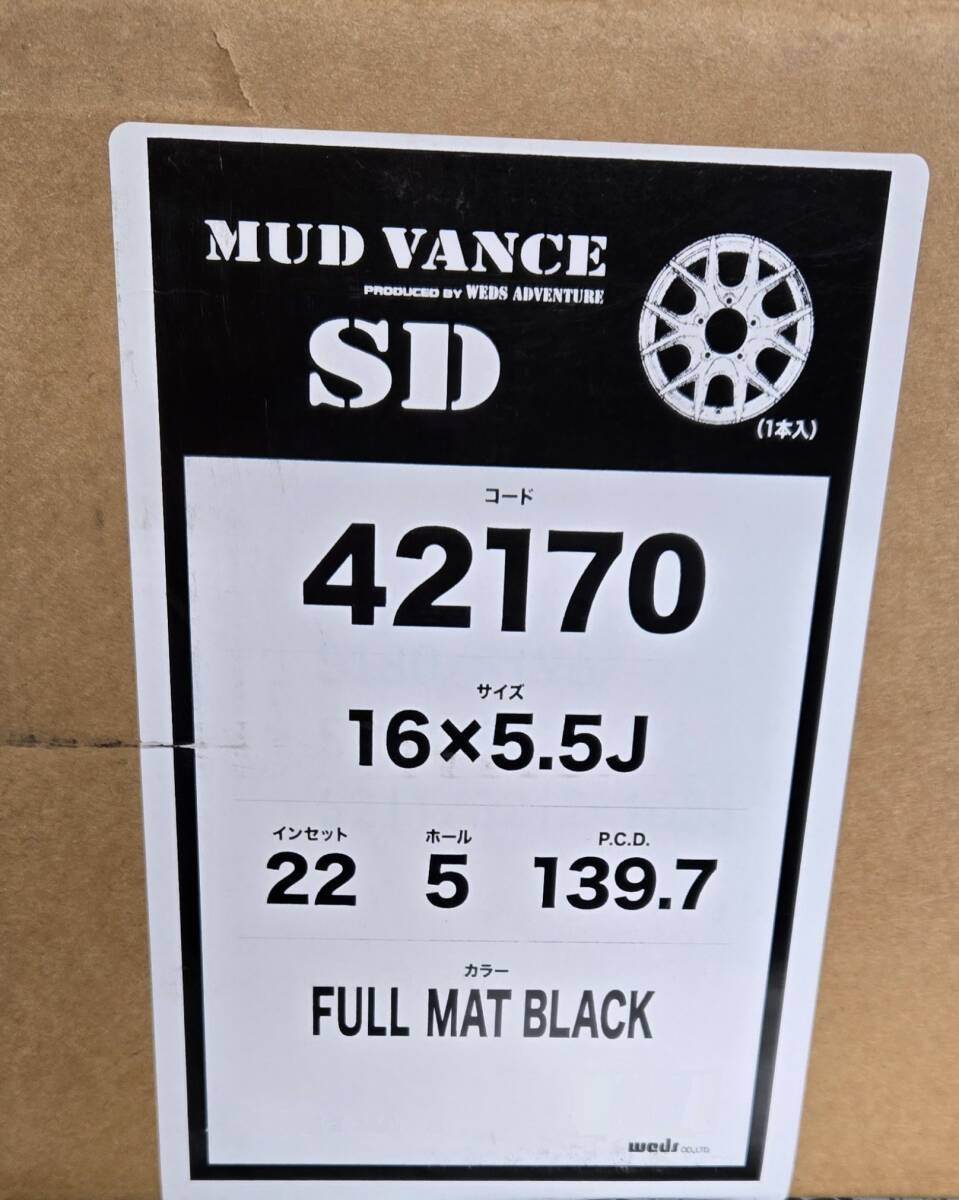 MUD VANCE
PRODUCED BY WEDS ADVENTURE
SD
(1本入)
コード
42170
サイズ
16×5.5J
インセット ホール P.C.D.
22 5 139.7
カラー
FULL MAT BLACK
weds CO.,LTD.